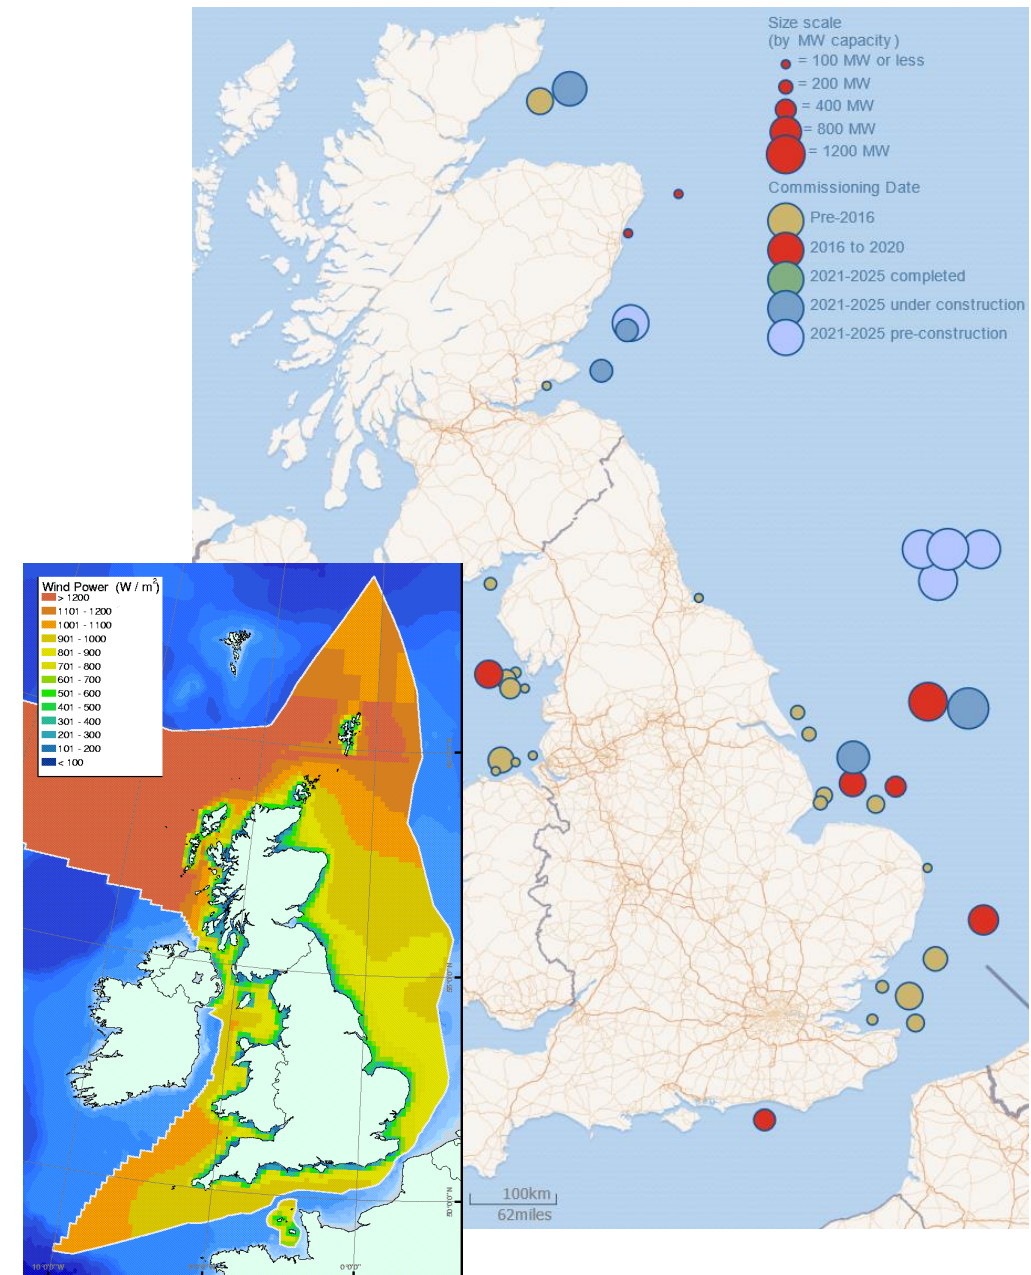 Size scale
(by MW capacity)
= 100 MW or less
= 200 MW
= 400 MW
= 800 MW
= 1200 MW
Commissioning Date
Pre-2016
2016 to 2020
2021-2025 completed
2021-2025 under construction
2021-2025 pre-construction
Wind Power (W / m²)
> 1200
1101 - 1200
1001 - 1100
901 - 1000
801 - 900
701 - 800
601 - 700
501 - 600
401 - 500
301 - 400
201 - 300
101 - 200
< 100
100km
62miles
0°0'0"